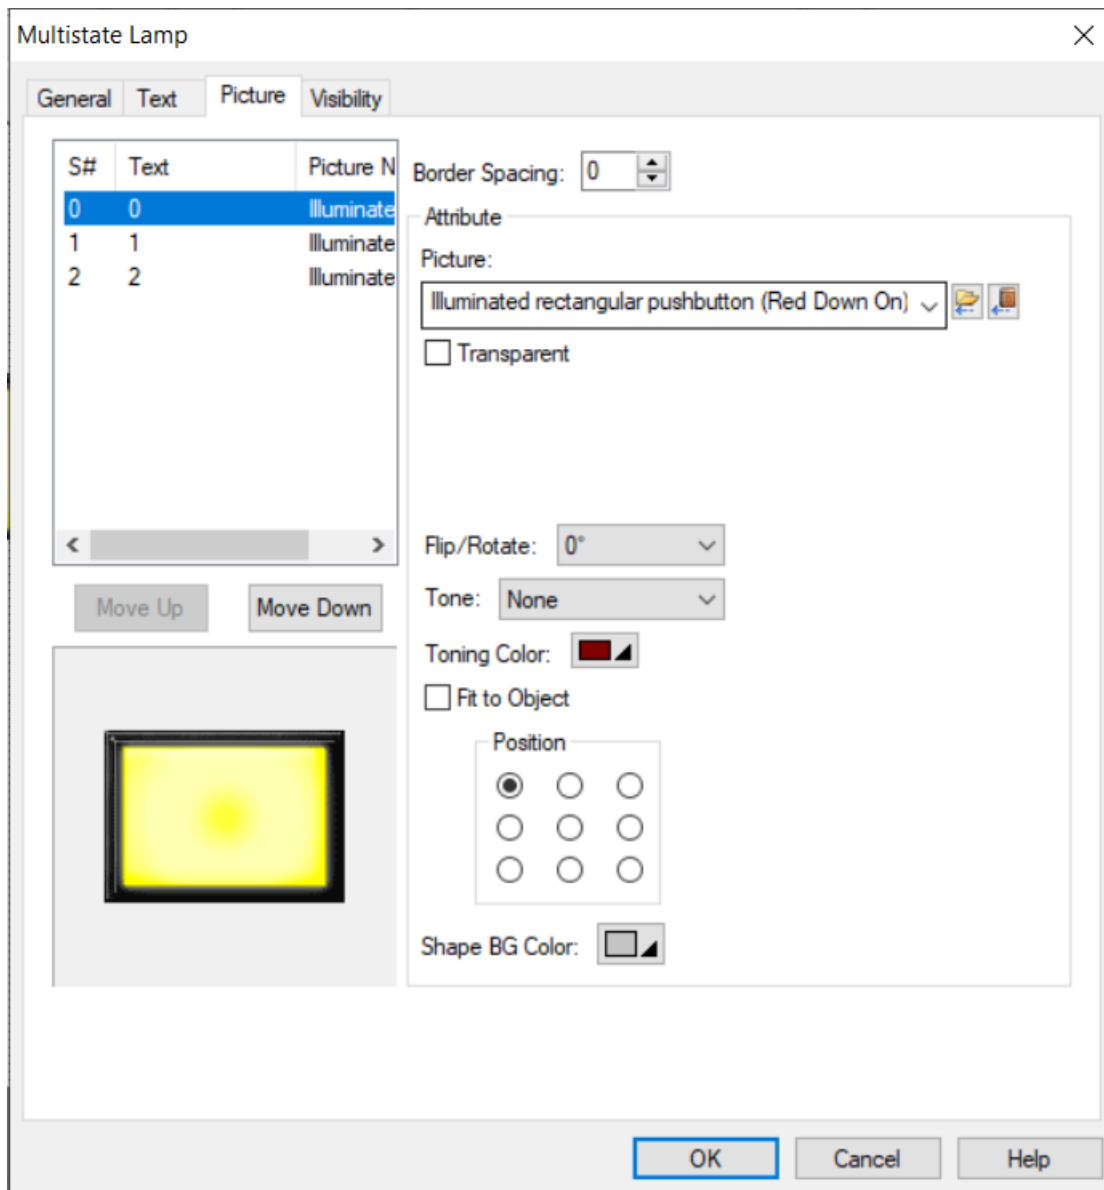 Multistate Lamp
General Text Picture Visibility
S# Text Picture N
0 0 Illuminate
1 1 Illuminate
2 2 Illuminate
Move Up Move Down
Border Spacing: 0
Attribute
Picture:
Illuminated rectangular pushbutton (Red Down On)
Transparent
Flip/Rotate: 0°
Tone: None
Toning Color:
Fit to Object
Position
Shape BG Color:
OK Cancel Help